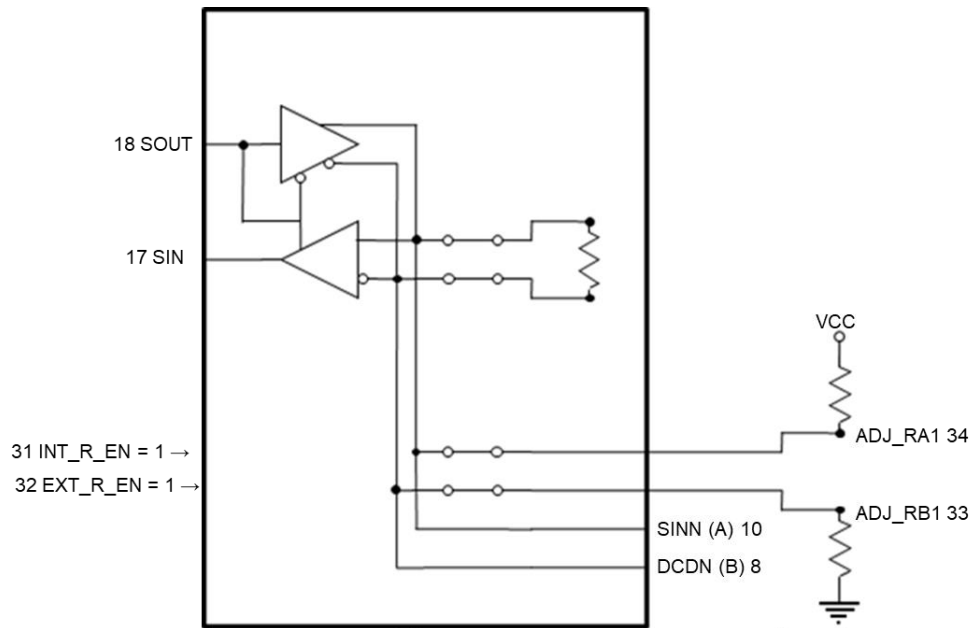 18 SOUT
17 SIN
VCC
ADJ_RA1 34
31 INT_R_EN = 1 →
32 EXT_R_EN = 1 →
ADJ_RB1 33
SINN (A) 10
DCDN (B) 8